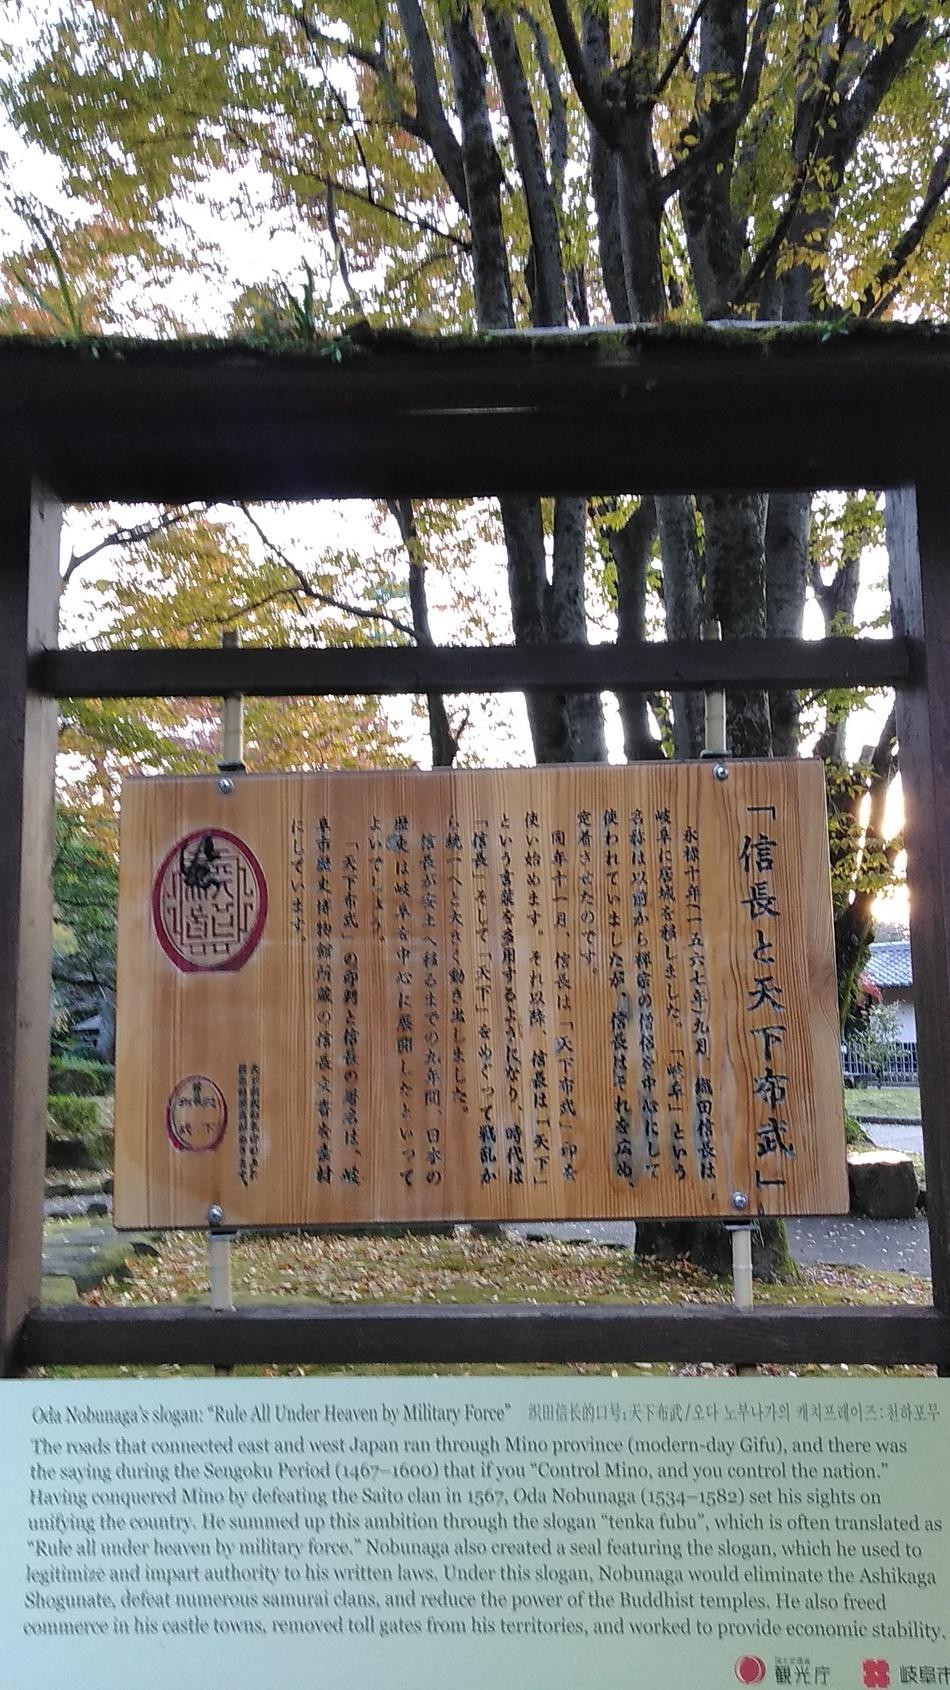 「信長と天下布武」
永禄十年(一五六七年)九月、織田信長は、
岐阜に居城を移しました。「岐阜」という
名称は以前から禅宗の僧侶を中心にして
使われていましたが、信長はそれを広め、
定着させたのです。
同年十一月、信長は「天下布武」印を
使い始めます。それ以降、信長は「天下」
という言葉を多用するようになり、時代は
「信長」そして「天下」をめぐって戦乱か
ら統一へと大きく動き出しました。
信長が安土へ移るまでの九年間、日本の
歴史は岐阜を中心に展開したといって
よいでしょう。
「天下布武」の印判と信長の署名は、岐
阜市歴史博物館所蔵の信長文書を素材
にしています。
Oda Nobunaga's slogan: "Rule All Under Heaven by Military Force" 织田信长的口号:天下布武/오다 노부나가의 캐치프레이즈: 천하포무
The roads that connected east and west Japan ran through Mino province (modern-day Gifu), and there was
the saying during the Sengoku Period (1467–1600) that if you "Control Mino, and you control the nation."
Having conquered Mino by defeating the Saito clan in 1567, Oda Nobunaga (1534–1582) set his sights on
unifying the country. He summed up this ambition through the slogan "tenka fubu", which is often translated as
"Rule all under heaven by military force." Nobunaga also created a seal featuring the slogan, which he used to
legitimize and impart authority to his written laws. Under this slogan, Nobunaga would eliminate the Ashikaga
Shogunate, defeat numerous samurai clans, and reduce the power of the Buddhist temples. He also freed
commerce in his castle towns, removed toll gates from his territories, and worked to provide economic stability.
国土交通省
観光庁
岐阜市